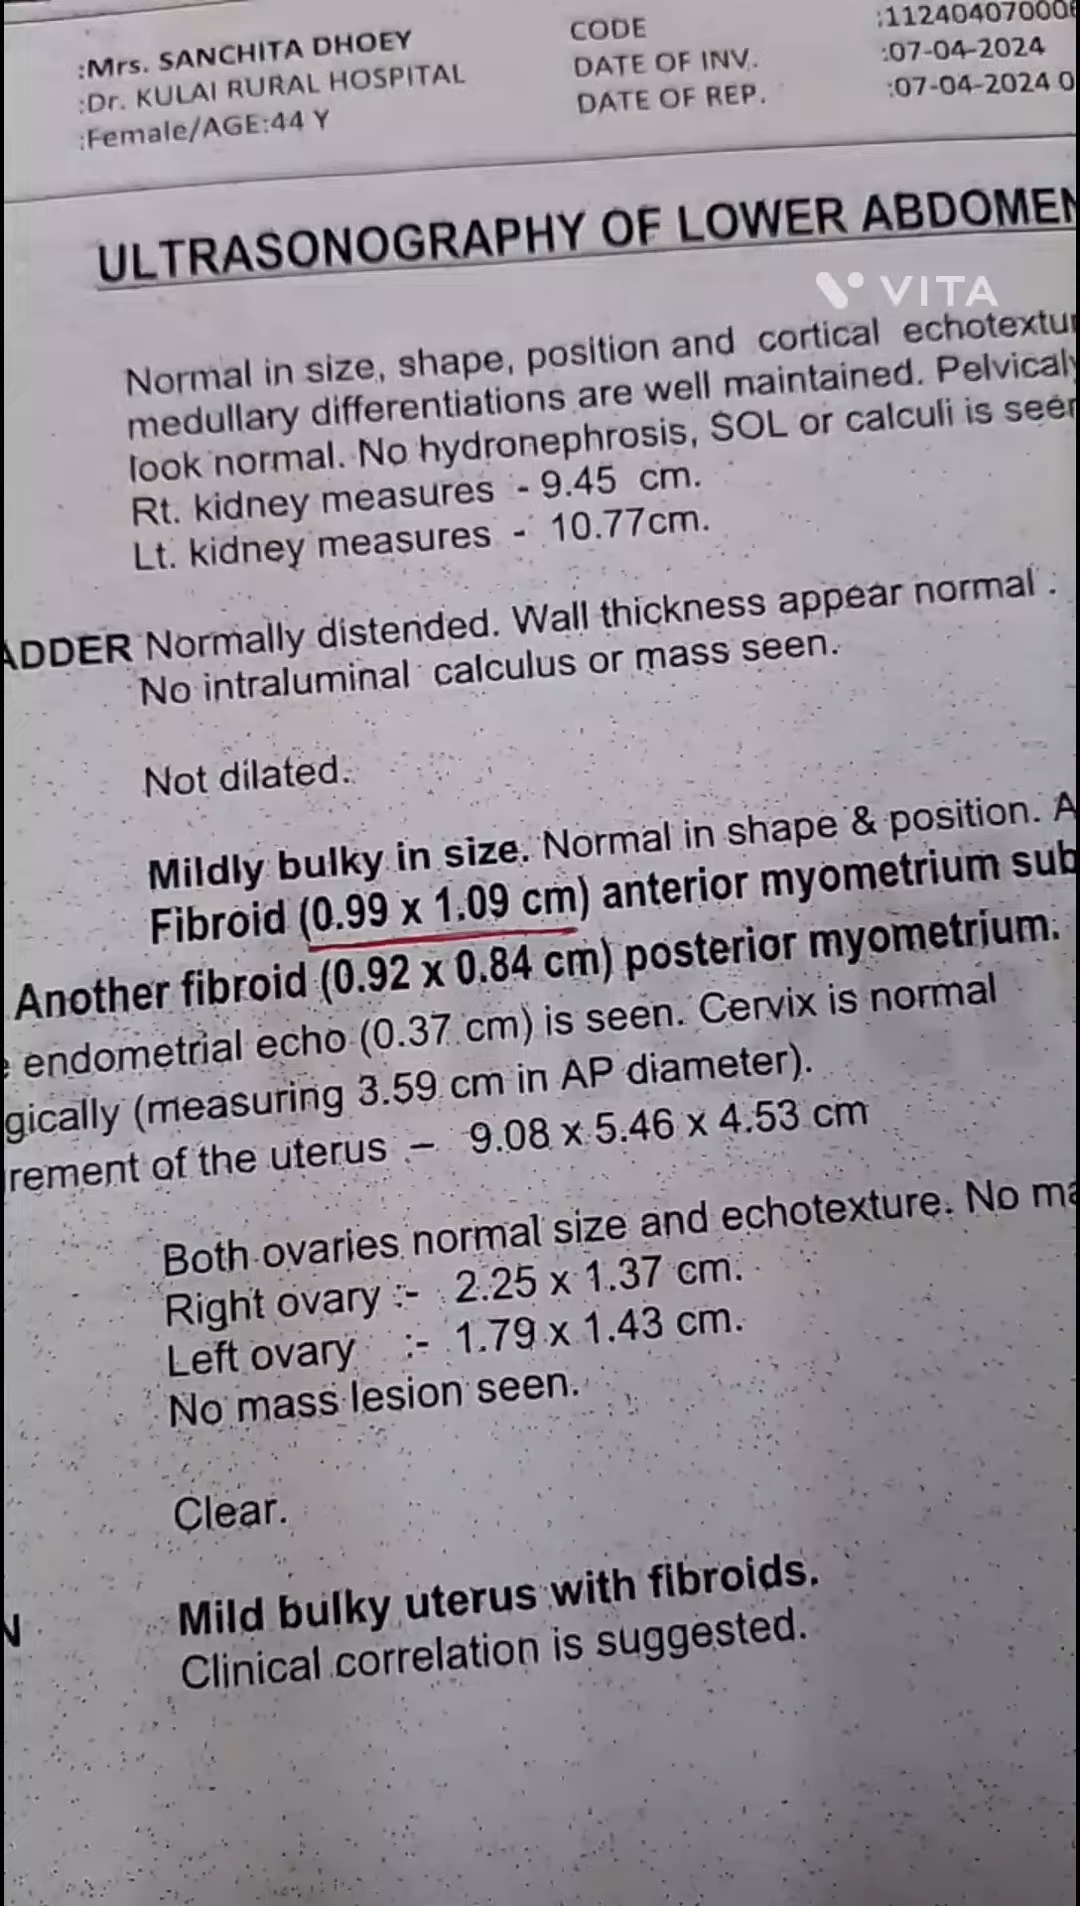 :Mrs. SANCHITA DHOEY
:Dr. KULAI RURAL HOSPITAL
:Female/AGE:44 Y
CODE :11240407000
DATE OF INV. :07-04-2024
DATE OF REP. :07-04-2024 0
ULTRASONOGRAPHY OF LOWER ABDOMEN
VITA
Normal in size, shape, position and cortical echotextu
medullary differentiations are well maintained. Pelvicaly
look normal. No hydronephrosis, SOL or calculi is seen
Rt. kidney measures - 9.45 cm.
Lt. kidney measures - 10.77cm.
ADDER Normally distended. Wall thickness appear normal .
No intraluminal calculus or mass seen.
Not dilated.
Mildly bulky in size. Normal in shape & position. A
Fibroid (0.99 x 1.09 cm) anterior myometrium sub
Another fibroid (0.92 x 0.84 cm) posterior myometrium.
e endometrial echo (0.37 cm) is seen. Cervix is normal
gically (measuring 3.59 cm in AP diameter).
rement of the uterus – 9.08 x 5.46 x 4.53 cm
Both ovaries normal size and echotexture. No ma
Right ovary :- 2.25 x 1.37 cm.
Left ovary :- 1.79 x 1.43 cm.
No mass lesion seen.
Clear.
N Mild bulky uterus with fibroids.
Clinical correlation is suggested.